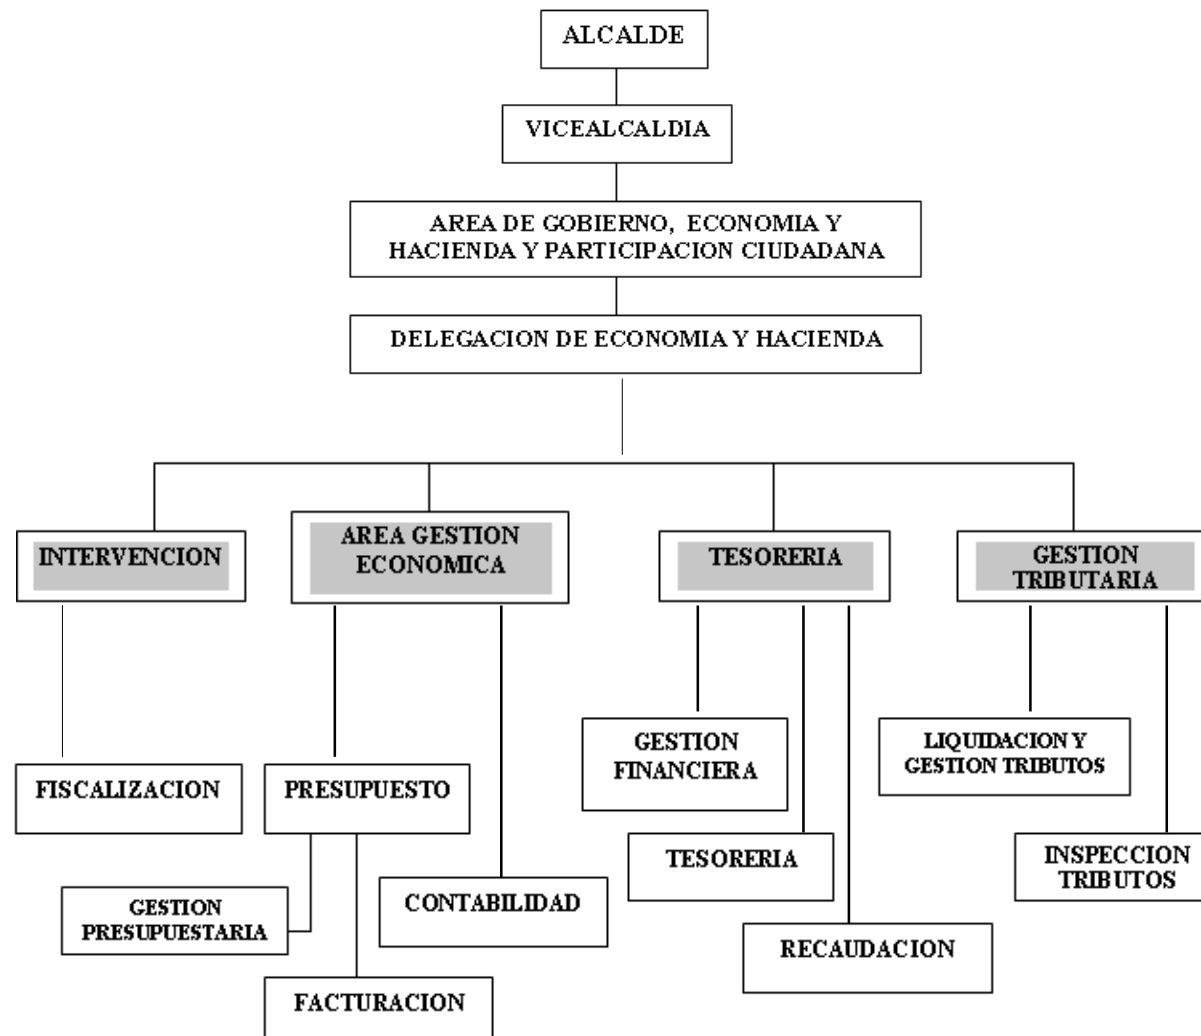 ALCALDE
VICEALCALDIA
AREA DE GOBIERNO, ECONOMIA Y
HACIENDA Y PARTICIPACION CIUDADANA
DELEGACION DE ECONOMIA Y HACIENDA
INTERVENCION
ÁREA GESTION
ECONOMICA
TESORERIA
GESTION
TRIBUTARIA
GESTION
FINANCIERA
LIQUIDACION Y
GESTION TRIBUTOS
FISCALIZACION
PRESUPUESTO
TESORERIA
INSPECCION
TRIBUTOS
GESTION
PRESUPUESTARIA
CONTABILIDAD
RECAUDACION
FACTURACION